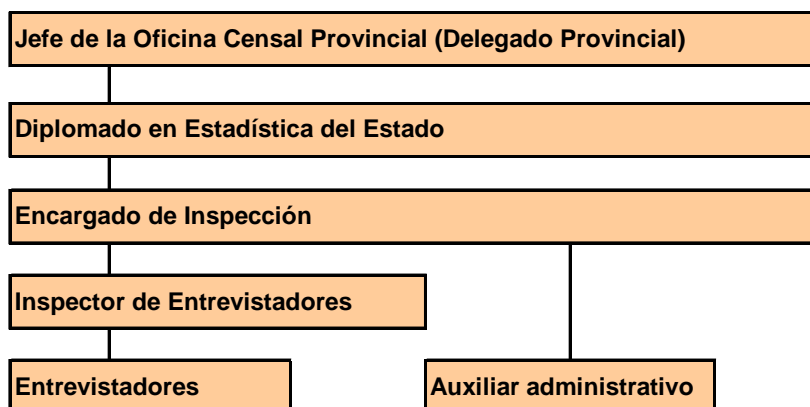 Jefe de la Oficina Censal Provincial (Delegado Provincial)
Diplomado en Estadística del Estado
Encargado de Inspección
Inspector de Entrevistadores
Entrevistadores
Auxiliar administrativo